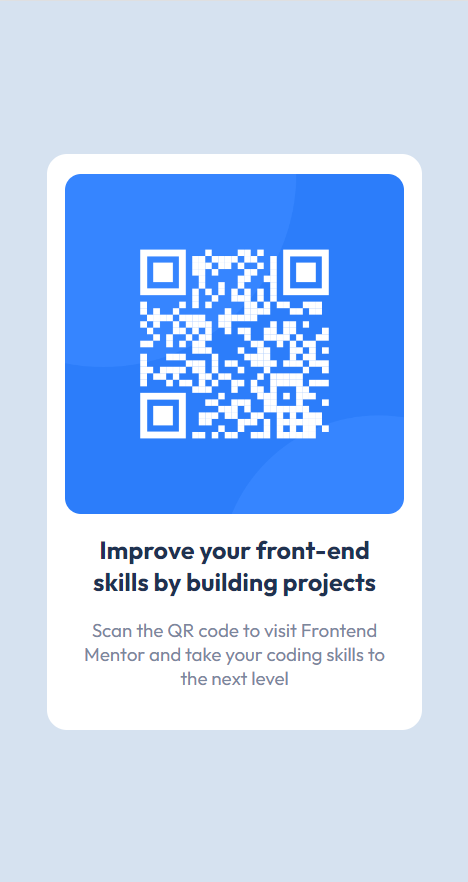 Improve your front-end
skills by building projects
Scan the QR code to visit Frontend
Mentor and take your coding skills to
the next level